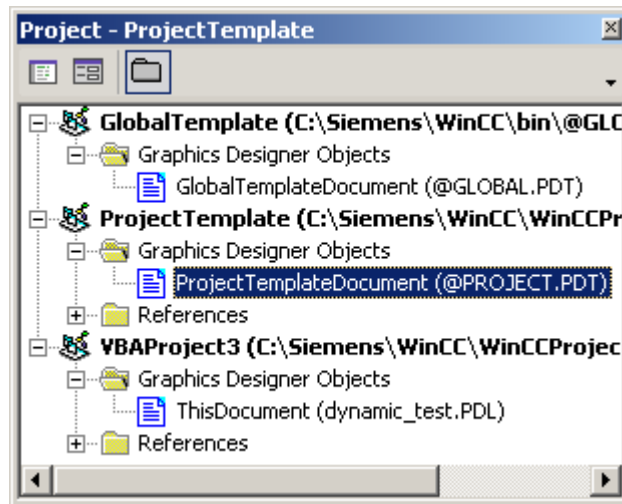 Project - ProjectTemplate
GlobalTemplate (C:\Siemens\WinCC\bin\@GLC
Graphics Designer Objects
GlobalTemplateDocument (@GLOBAL.PDT)
ProjectTemplate (C:\Siemens\WinCC\WinCCPr
Graphics Designer Objects
ProjectTemplateDocument (@PROJECT.PDT)
References
VBAProject3 (C:\Siemens\WinCC\WinCCProjec
Graphics Designer Objects
ThisDocument (dynamic_test.PDL)
References